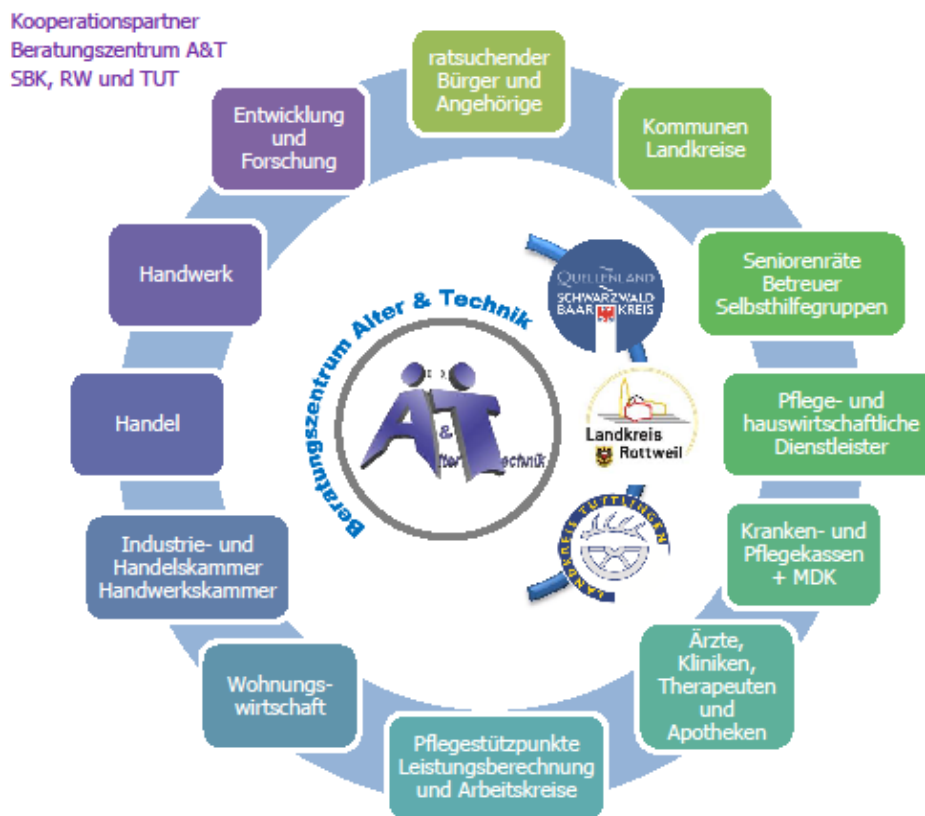 Kooperationspartner
Beratungszentrum A&T
SBK, RW und TUT
ratsuchender
Bürger und
Angehörige
Kommunen
Landkreise
Seniorenräte
Betreuer
Selbsthilfegruppen
Pflege- und
hauswirtschaftliche
Dienstleister
Kranken- und
Pflegekassen
+ MDK
Ärzte,
Kliniken,
Therapeuten
und
Apotheken
Pflegestützpunkte
Leistungsberechnung
und Arbeitskreise
Wohnungs-
wirtschaft
Industrie- und
Handelskammer
Handwerkskammer
Handel
Handwerk
Entwicklung
und
Forschung
Beratungszentrum Alter & Technik
A&T
Alter Technik
QUELLENLAND
SCHWARZWALD
BAAR KREIS
Landkreis
Rottweil
LANDKREIS TUTTLINGEN